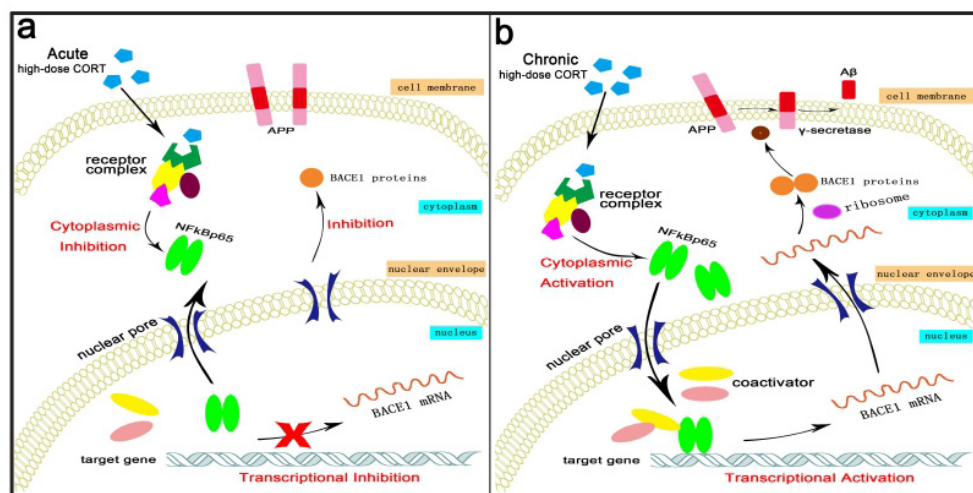 a
Acute
high-dose CORT
cell membrane
APP
receptor
complex
BACE1 proteins
cytoplasm
Cytoplasmic
Inhibition
Inhibition
NFkBp65
nuclear envelope
nuclear pore
nucleus
BACE1 mRNA
target gene
Transcriptional Inhibition
b
Chronic
high-dose CORT
Aβ
cell membrane
APP
γ-secretase
receptor
complex
BACE1 proteins
ribosome
cytoplasm
NFkBp65
Cytoplasmic
Activation
nuclear envelope
nuclear pore
nucleus
coactivator
BACE1 mRNA
target gene
Transcriptional Activation